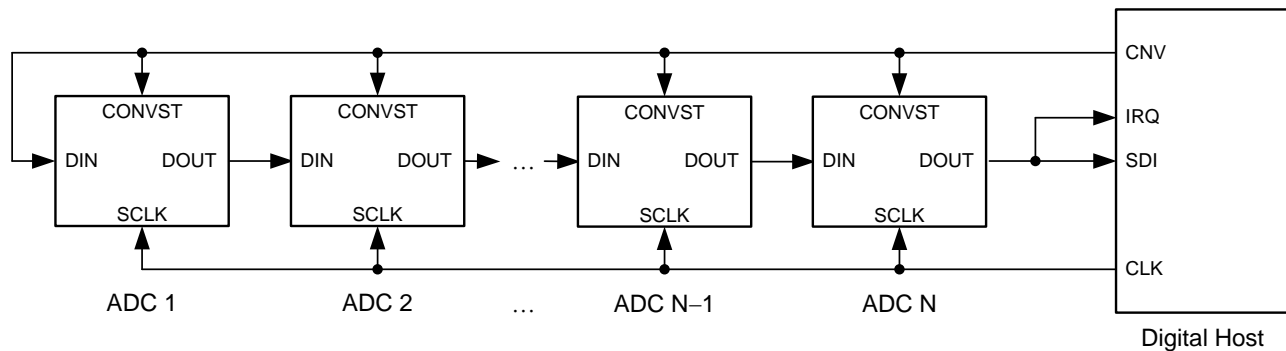 CNV
CONVST CONVST CONVST CONVST
IRQ
DIN DOUT DIN DOUT ... DIN DOUT DIN DOUT SDI
SCLK SCLK SCLK SCLK
CLK
ADC 1 ADC 2 ... ADC N–1 ADC N
Digital Host